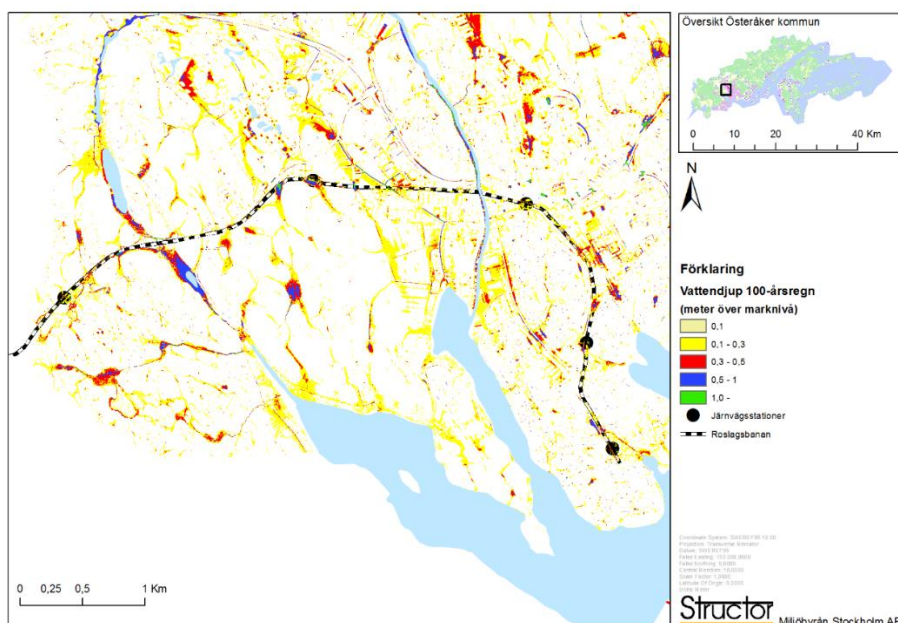 Översikt Österåker kommun
0
10
20
40 Km
N
Förklaring
Vattendjup 100-årsregn
(meter över marknivå)
0,1
0,1 - 0,3
0,3 - 0,5
0,5 - 1
1,0 -
Järnvägsstationer
Roslagsbanan
0
0,25
0,5
1 Km
Structor
Miljöbyrån Stockholm AB